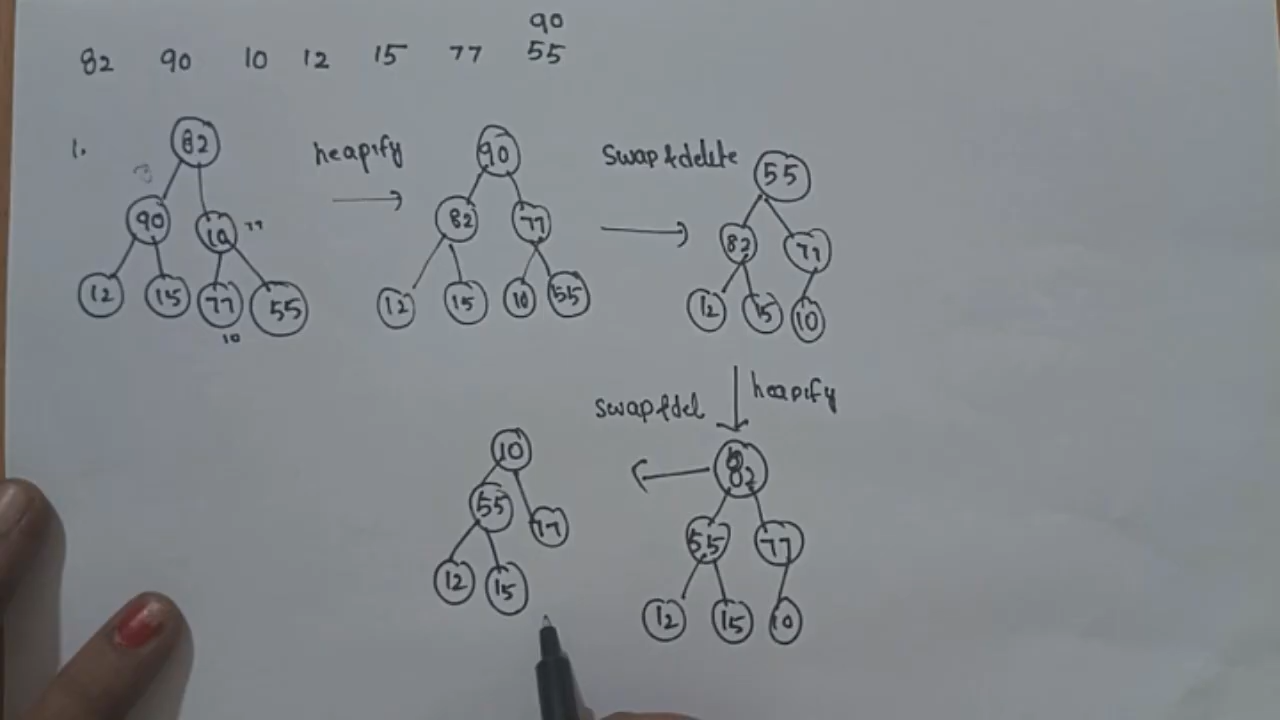 90
82 90 10 12 15 77 55
1.
82
90 10 77
12 15 77 55
10
heapify
90
82 77
12 15 10 55
swap&delete
55
82 77
12 15 10
heapify
82
55 77
12 15 10
swap&del
10
55 77
12 15